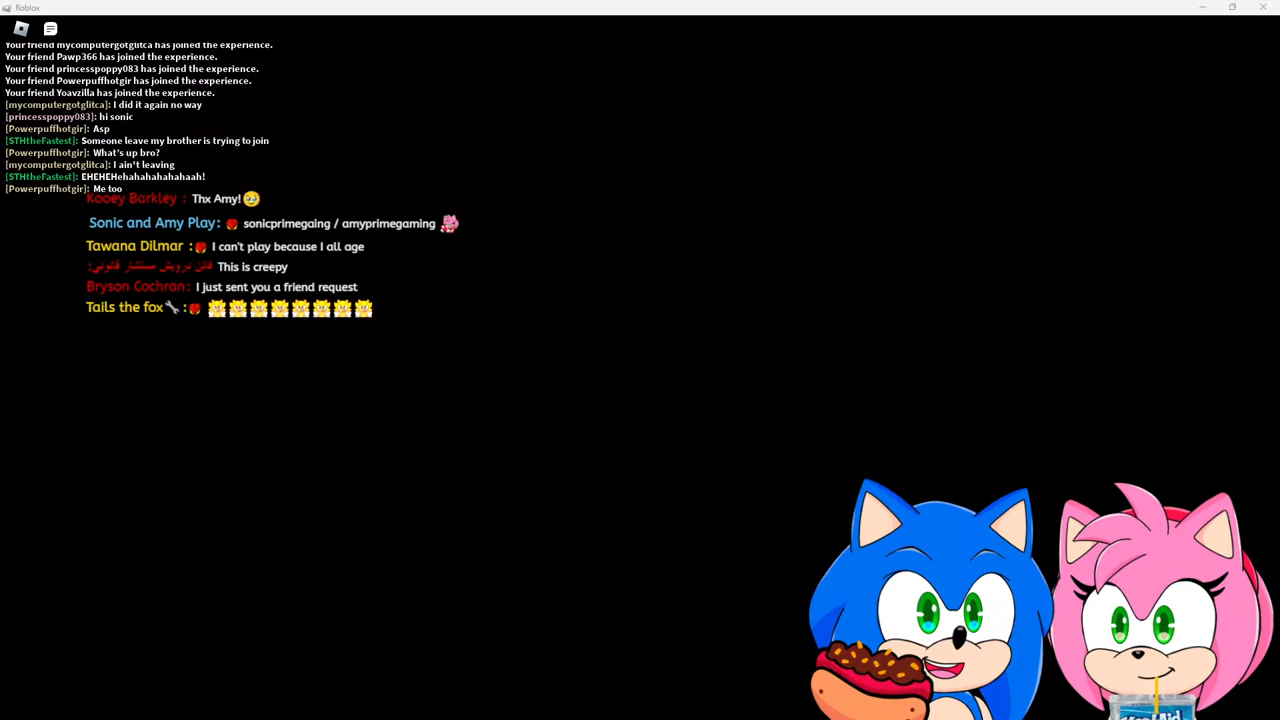 Roblox
Your friend mycomputergotglitca has joined the experience.
Your friend Pawp366 has joined the experience.
Your friend princesspoppy083 has joined the experience.
Your friend Powerpuffhotgir has joined the experience.
Your friend Yoavzilla has joined the experience.
[mycomputergotglitca]: I did it again no way
[princesspoppy083]: hi sonic
[Powerpuffhotgir]: Asp
[STHtheFastest]: Someone leave my brother is trying to join
[Powerpuffhotgir]: What's up bro?
[mycomputergotglitca]: I ain't leaving
[STHtheFastest]: EHEHEHehahahahahaah!
[Powerpuffhotgir]: Me too
Kooey Barkley : Thx Amy!
Sonic and Amy Play: sonicprimegaing / amyprimegaming
Tawana Dilmar : I can't play because I all age
فاتن درويش مستشار قانوني: This is creepy
Bryson Cochran: I just sent you a friend request
Tails the fox :